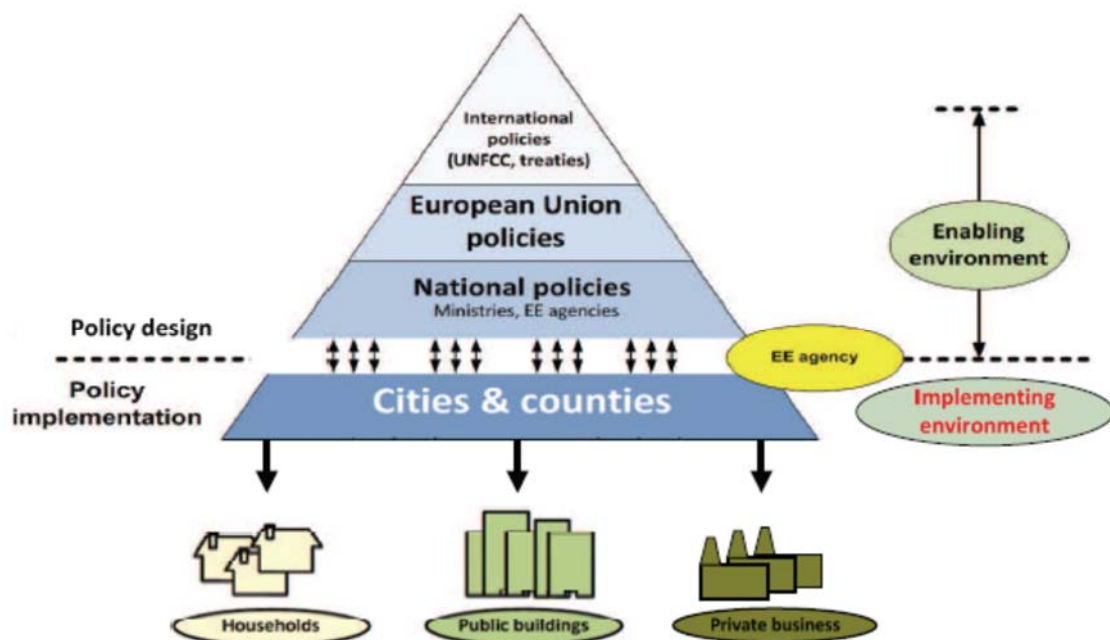 International
policies
(UNFCC, treaties)
European Union
policies
Enabling
environment
National policies
Ministries, EE agencies
Policy design
EE agency
Policy
implementation
Cities & counties
Implementing
environment
Households
Public buildings
Private business